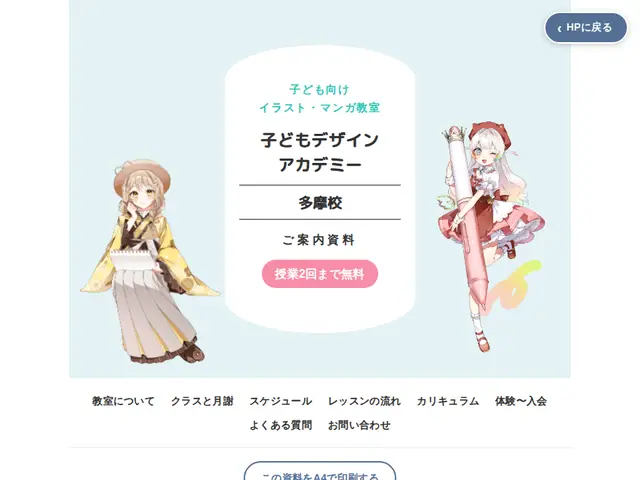 ‹ HPに戻る
子ども向け
イラスト・マンガ教室
子どもデザイン
アカデミー
多摩校
ご案内資料
授業2回まで無料
教室について クラスと月謝 スケジュール レッスンの流れ カリキュラム 体験〜入会
よくある質問 お問い合わせ
この資料をA4で印刷する